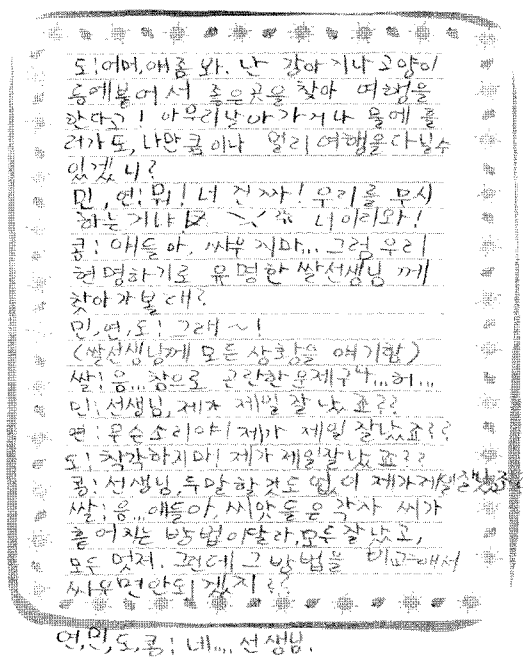 도:어머,얘좀 봐. 난 강아지나 고양이
등에붙어서 좋은곳을 찾아 여행을
한다고! 아무리날아가거나 물에 흘
러가도, 나만큼이나 멀리여행을다닐수
있겠니?
민,연:뭐! 너 진짜! 우리를 무시
하는거냐 너이리와!
콩:얘들아, 싸우지마... 그럼 우리
현명하기로 유명한 쌀선생님께
찾아가볼래?
민,연,도:그래~!
(쌀선생님께 모든 상황을 얘기함)
쌀:음...참으로 곤란한문제구나...허...
민:선생님, 제가 제일 잘났죠??
연:무슨소리야! 제가 제일 잘났죠???
도:착각하지마! 제가제일잘났죠???
콩:선생님,두말할것도 없이 제가제일잘났죠?
쌀:음...얘들아, 씨앗들은 각자 씨가
흩어지는 방법이달라,모두잘났고,
모두 멋져. 그런데 그 방법을 비교해서
싸우면안되겠지??
연,민,도,콩:네.... 선생님.